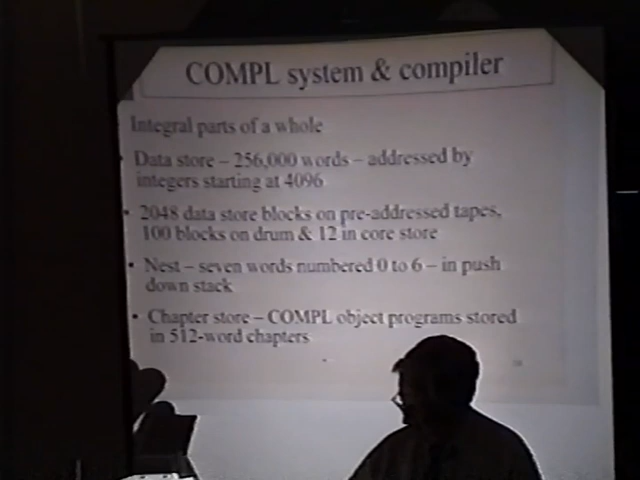 COMPL system & compiler
Integral parts of a whole
• Data store – 256,000 words – addressed by
integers starting at 4096
• 2048 data store blocks on pre-addressed tapes,
100 blocks on drum & 12 in core store
• Nest – seven words numbered 0 to 6 – in push
down stack
• Chapter store – COMPL object programs stored
in 512-word chapters